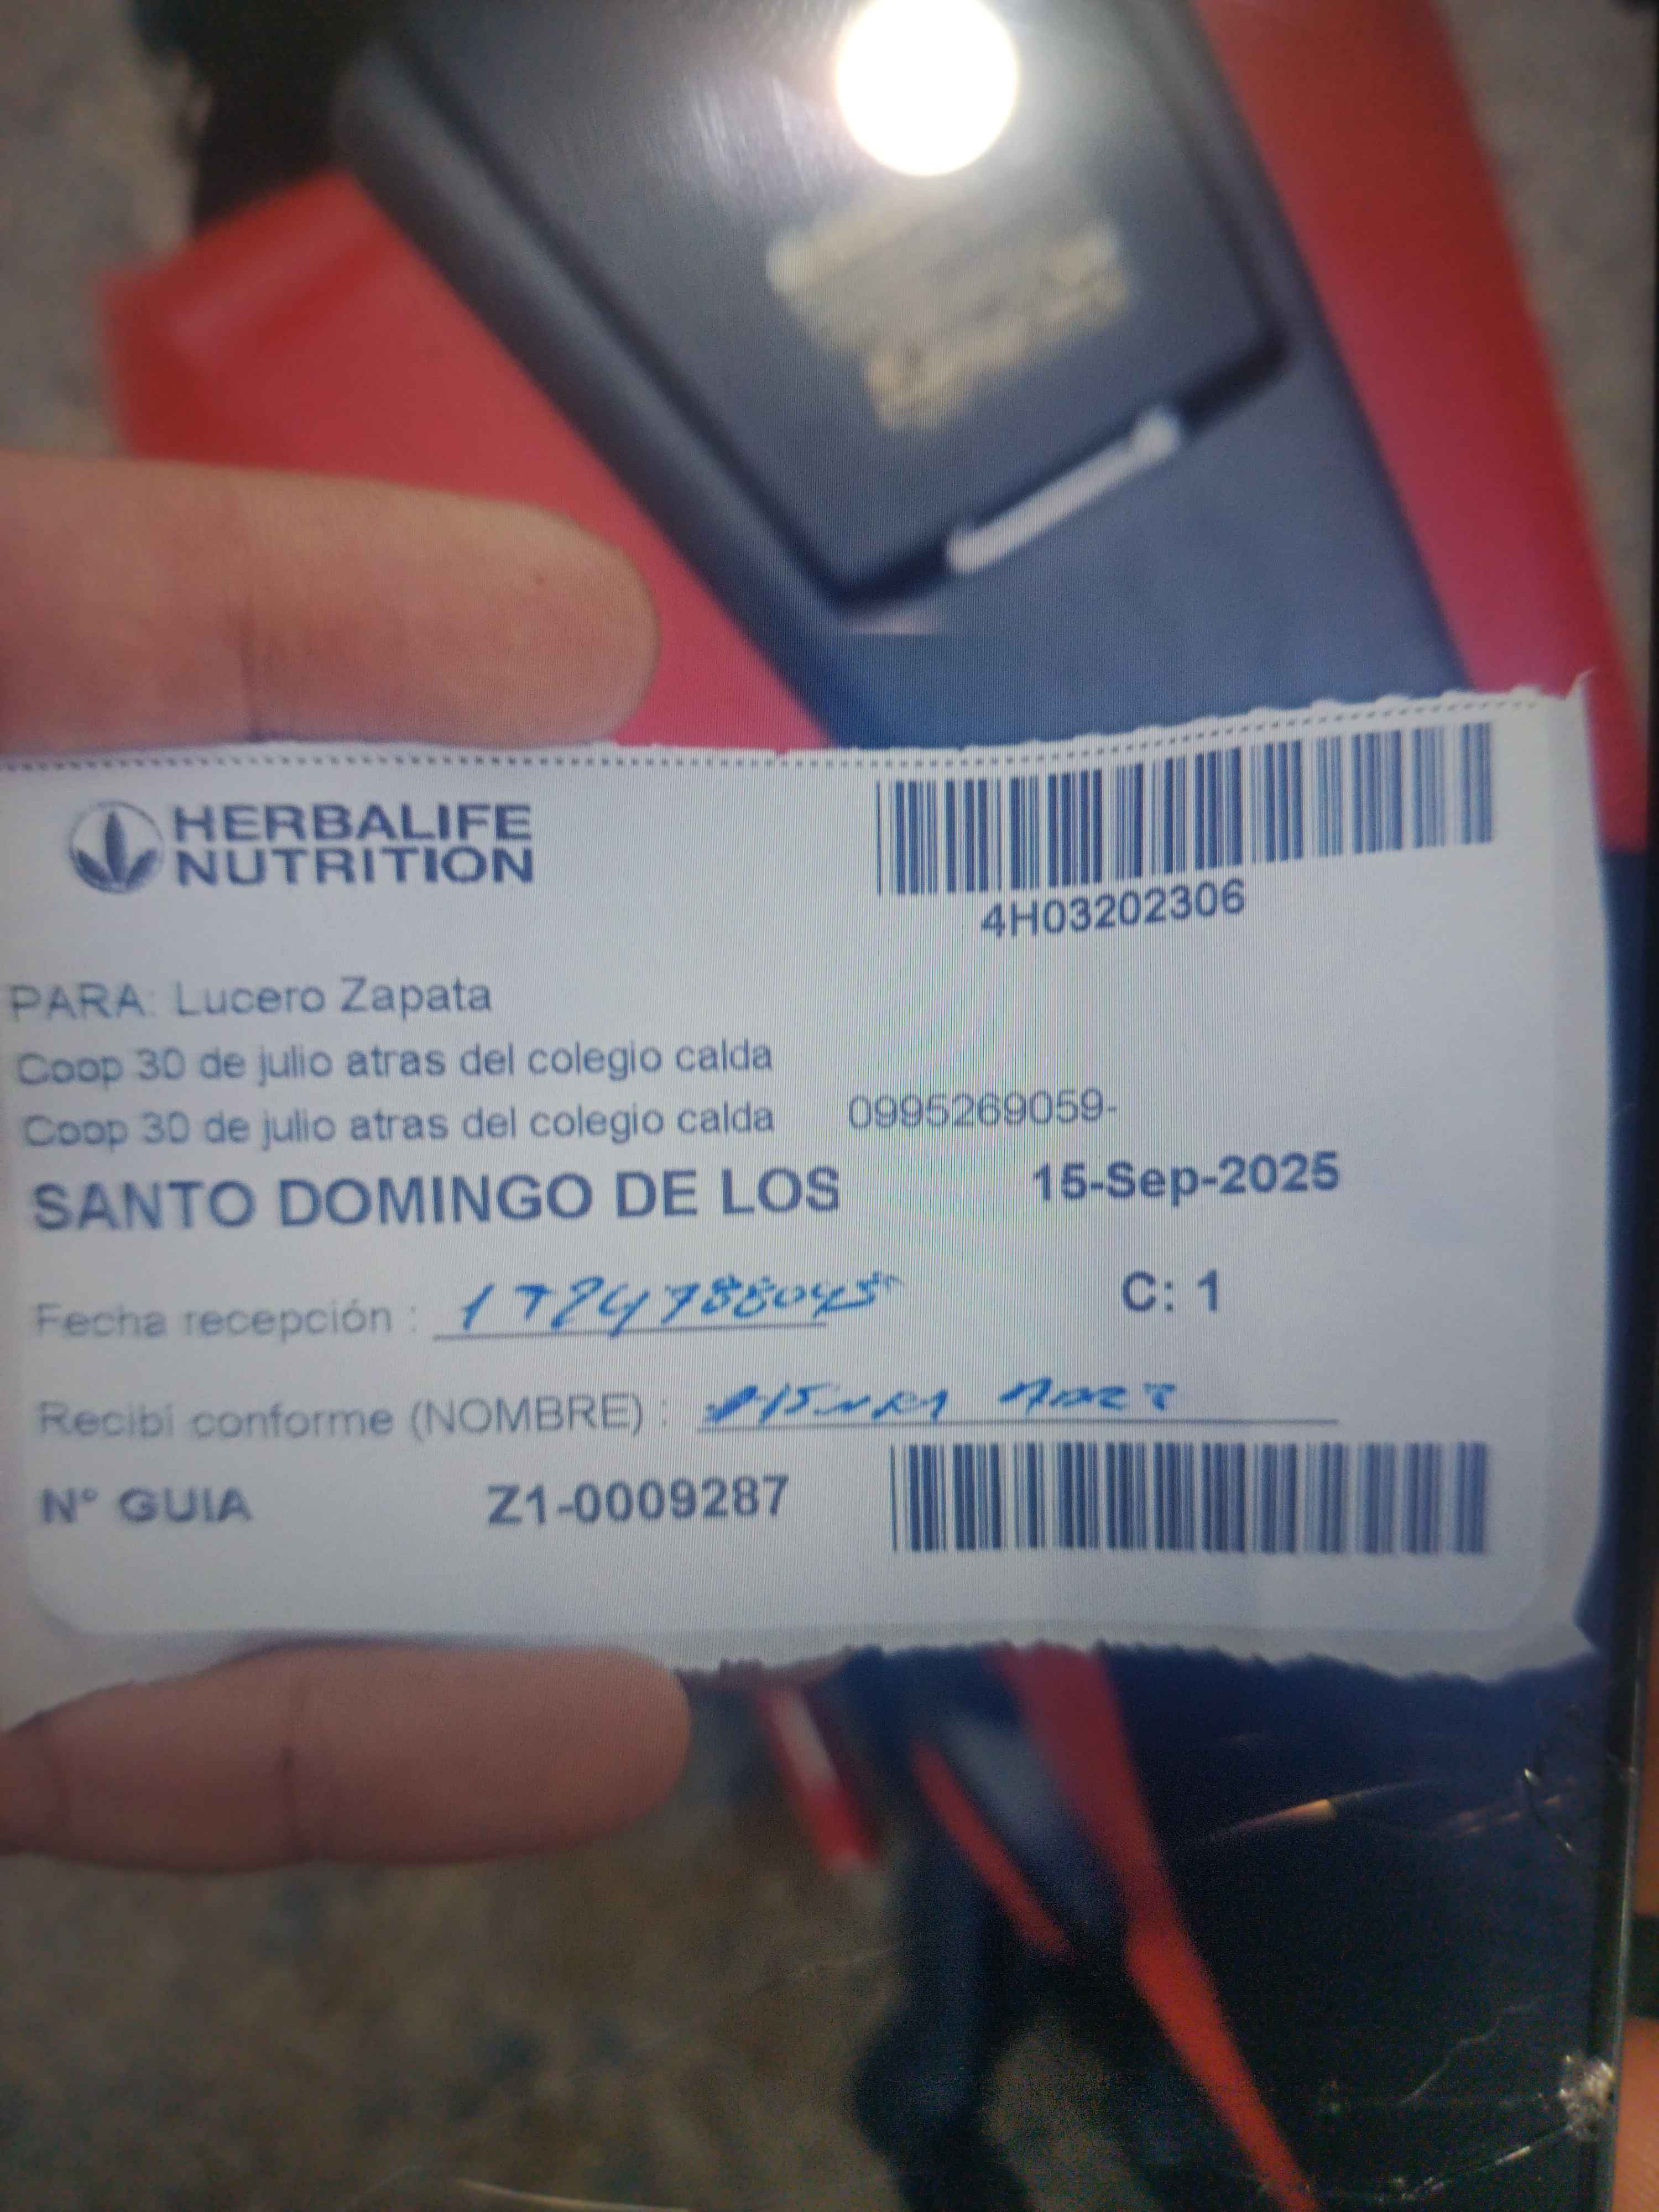 HERBALIFE
NUTRITION
4H03202306
PARA: Lucero Zapata
Coop 30 de julio atras del colegio calda
Coop 30 de julio atras del colegio calda 0995269059-
SANTO DOMINGO DE LOS 15-Sep-2025
Fecha recepción :
C: 1
Recibí conforme (NOMBRE) :
N° GUIA Z1-0009287